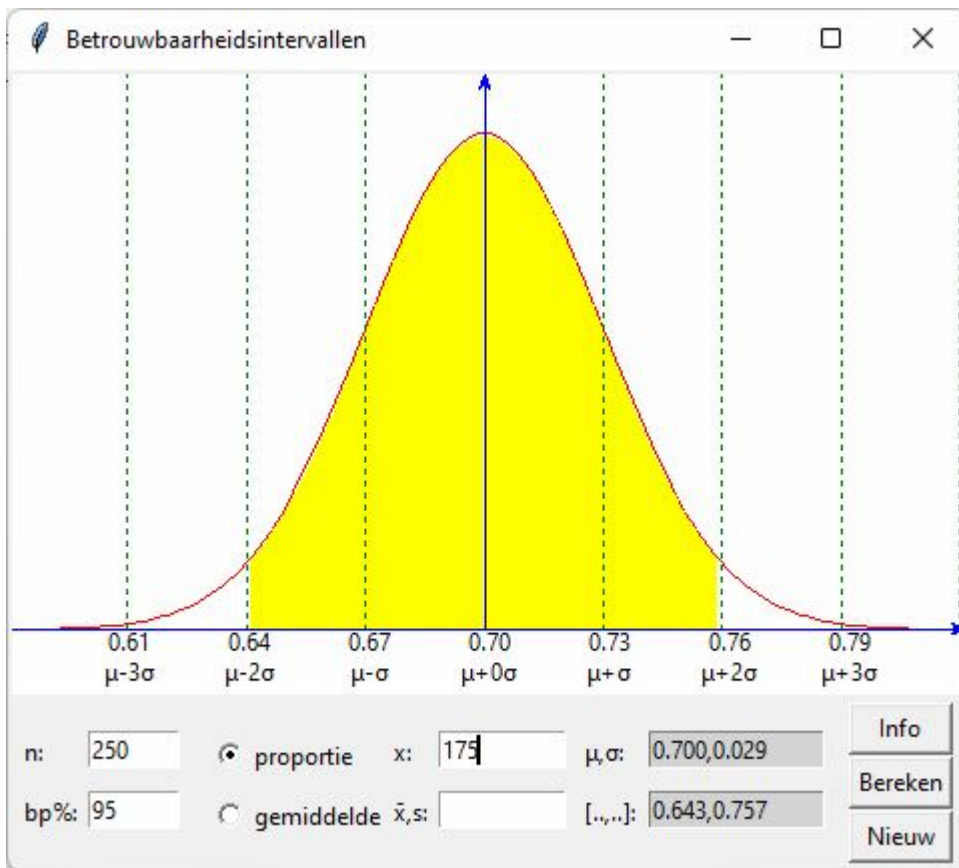 Betrouwbaarheidsintervallen
0.61 0.64 0.67 0.70 0.73 0.76 0.79
μ-3σ μ-2σ μ-σ μ+0σ μ+σ μ+2σ μ+3σ
n: 250 proportie x: 175 μ,σ: 0.700,0.029 Info
Bereken
bp%: 95 gemiddelde x̄,s: [..,..]: 0.643,0.757
Nieuw